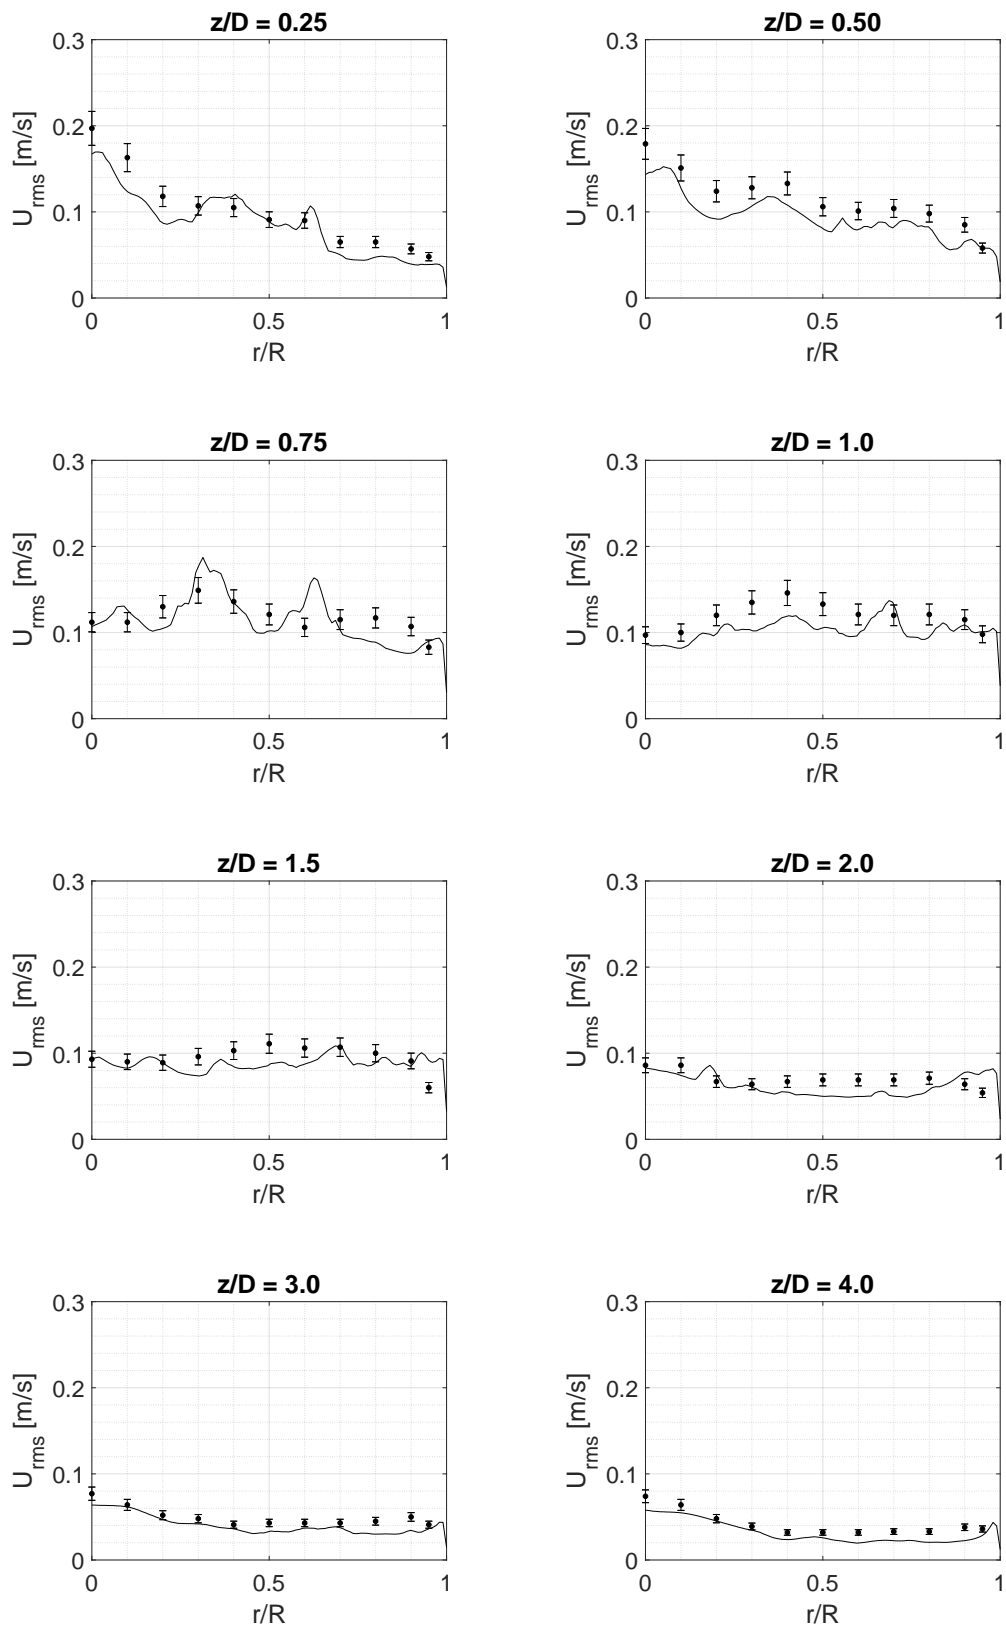 z/D = 0.25
0.3
0.2
0.1
0
U_rms [m/s]
0 0.5 1
r/R
z/D = 0.50
0.3
0.2
0.1
0
U_rms [m/s]
0 0.5 1
r/R
z/D = 0.75
0.3
0.2
0.1
0
U_rms [m/s]
0 0.5 1
r/R
z/D = 1.0
0.3
0.2
0.1
0
U_rms [m/s]
0 0.5 1
r/R
z/D = 1.5
0.3
0.2
0.1
0
U_rms [m/s]
0 0.5 1
r/R
z/D = 2.0
0.3
0.2
0.1
0
U_rms [m/s]
0 0.5 1
r/R
z/D = 3.0
0.3
0.2
0.1
0
U_rms [m/s]
0 0.5 1
r/R
z/D = 4.0
0.3
0.2
0.1
0
U_rms [m/s]
0 0.5 1
r/R